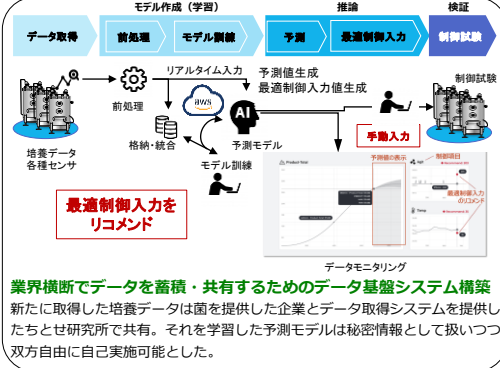 モデル作成（学習）
推論
検証
データ取得
前処理
モデル訓練
予測
最適制御入力
制御試験
リアルタイム入力
予測値生成
最適制御入力値生成
制御試験
前処理
aws
AI
手動入力
格納・統合
予測モデル
培養データ
各種センサ
モデル訓練
予測値の表示
制御項目
最適制御入力
のリコメンド
最適制御入力を
リコメンド
データモニタリング
業界横断でデータを蓄積・共有するためのデータ基盤システム構築
新たに取得した培養データは菌を提供した企業とデータ取得システムを提供し
たちとせ研究所で共有。それを学習した予測モデルは秘密情報として扱いつつ
双方自由に自己実施可能とした。